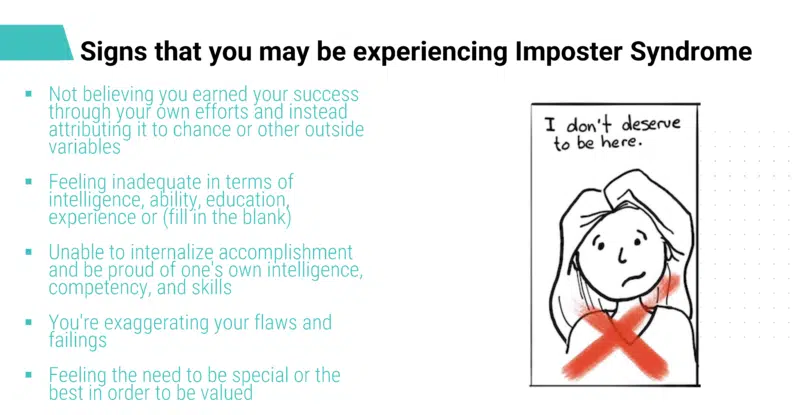 Signs that you may be experiencing Imposter Syndrome
▪ Not believing you earned your success
through your own efforts and instead
attributing it to chance or other outside
variables
▪ Feeling inadequate in terms of
intelligence, ability, education,
experience or (fill in the blank)
▪ Unable to internalize accomplishment
and be proud of one's own intelligence,
competency, and skills
▪ You're exaggerating your flaws and
failings
▪ Feeling the need to be special or the
best in order to be valued
I don't deserve
to be here.